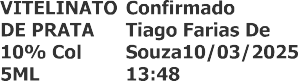 VITELINATO Confirmado
DE PRATA Tiago Farias De
10% Col Souza10/03/2025
5ML 13:48